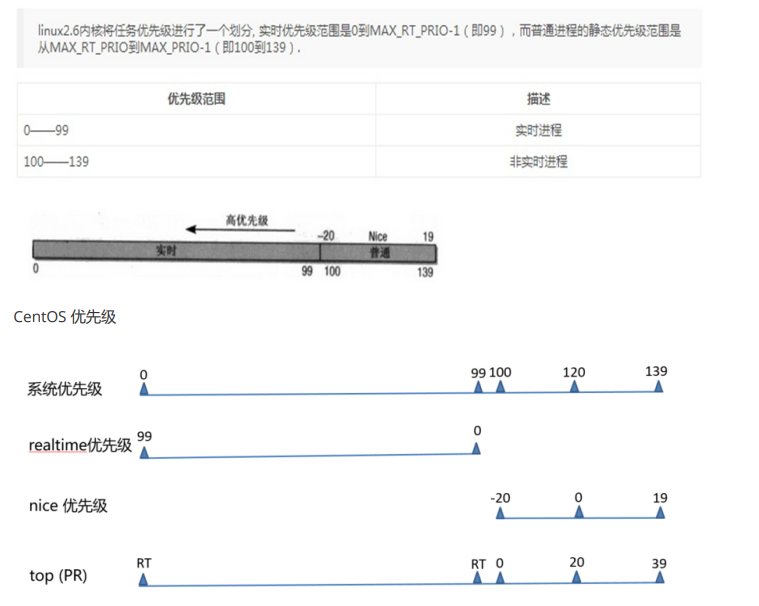 linux2.6内核将任务优先级进行了一个划分, 实时优先级范围是0到MAX_RT_PRIO-1（即99），而普通进程的静态优先级范围是
从MAX_RT_PRIO到MAX_PRIO-1（即100到139）.
优先级范围 描述
0——99 实时进程
100——139 非实时进程
高优先级
-20 Nice 19
实时 普通
0 99 100 139
CentOS 优先级
0 99 100 120 139
系统优先级
99 0
realtime优先级
-20 0 19
nice 优先级
RT RT 0 20 39
top (PR)